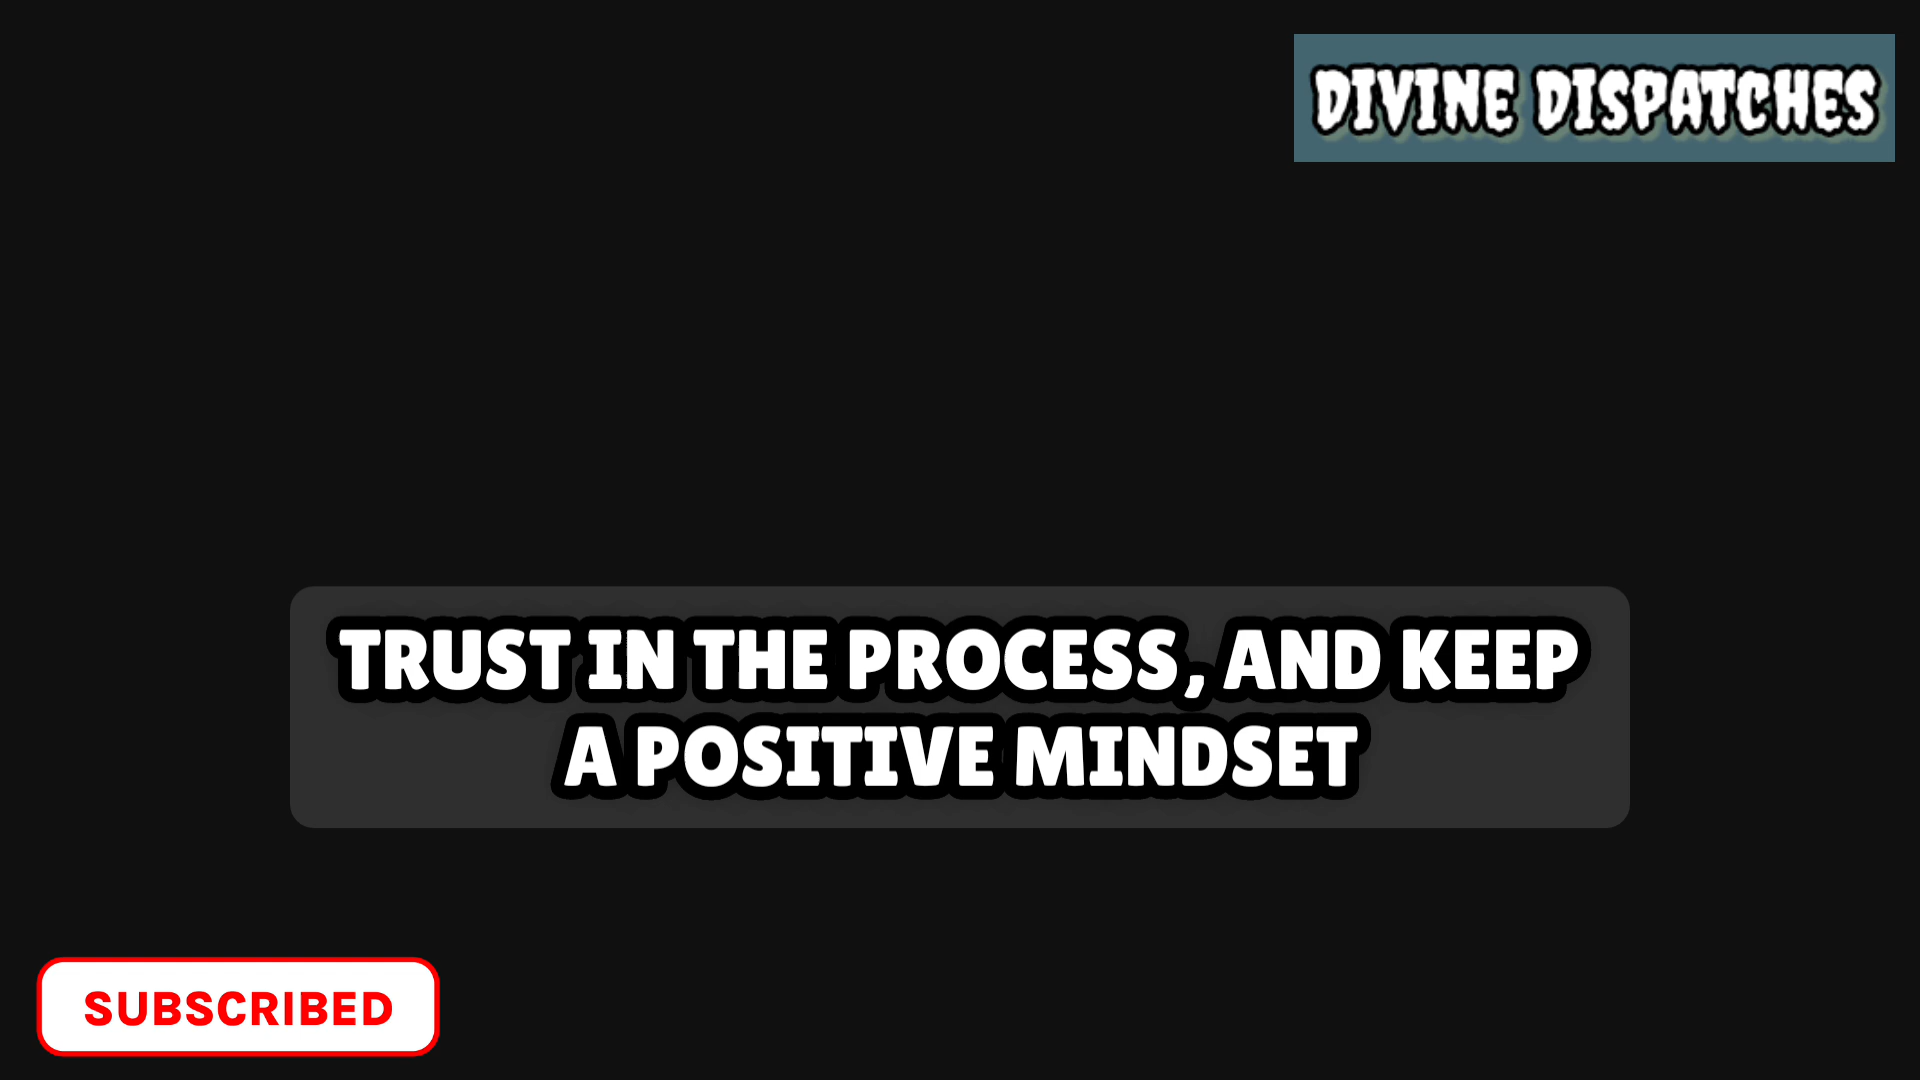 DIVINE DISPATCHES
TRUST IN THE PROCESS, AND KEEP
A POSITIVE MINDSET
SUBSCRIBED